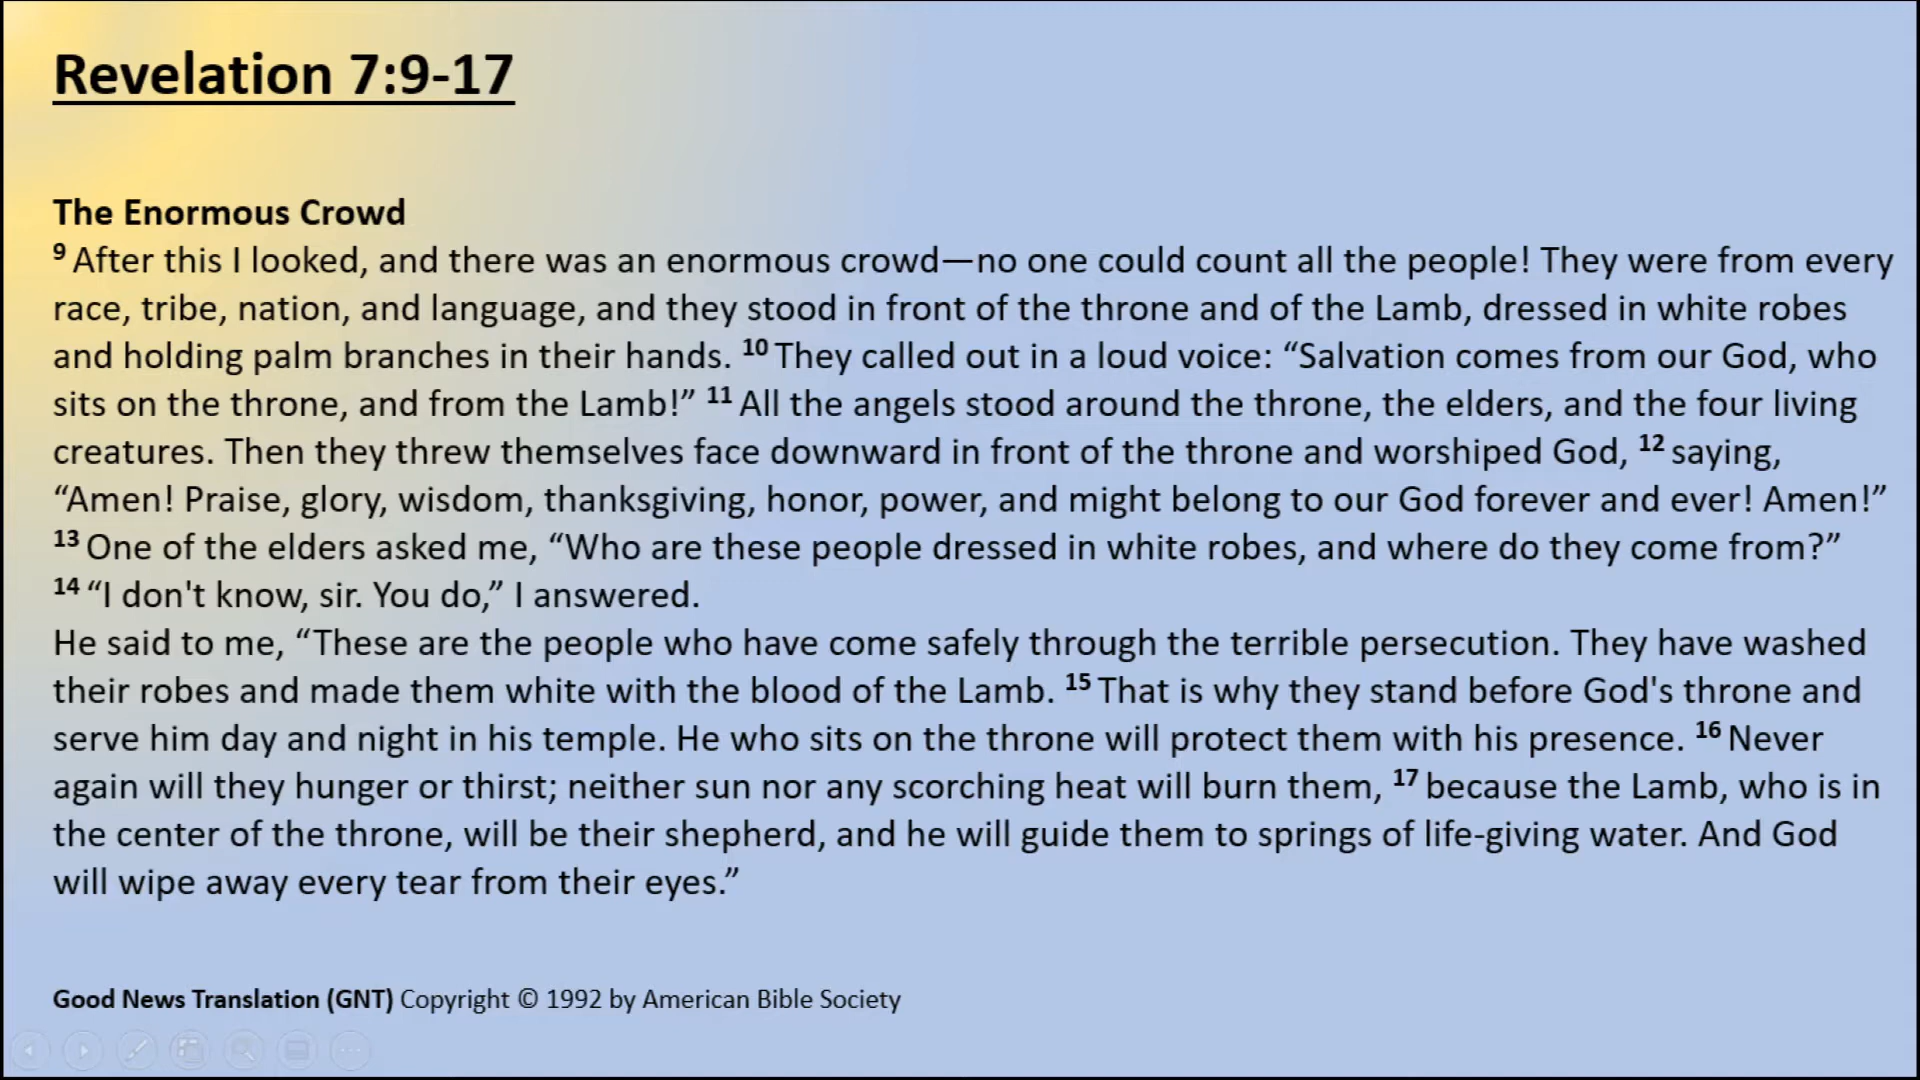 Revelation 7:9-17
The Enormous Crowd
9 After this I looked, and there was an enormous crowd—no one could count all the people! They were from every
race, tribe, nation, and language, and they stood in front of the throne and of the Lamb, dressed in white robes
and holding palm branches in their hands. 10 They called out in a loud voice: “Salvation comes from our God, who
sits on the throne, and from the Lamb!” 11 All the angels stood around the throne, the elders, and the four living
creatures. Then they threw themselves face downward in front of the throne and worshiped God, 12 saying,
“Amen! Praise, glory, wisdom, thanksgiving, honor, power, and might belong to our God forever and ever! Amen!”
13 One of the elders asked me, “Who are these people dressed in white robes, and where do they come from?”
14 “I don't know, sir. You do,” I answered.
He said to me, “These are the people who have come safely through the terrible persecution. They have washed
their robes and made them white with the blood of the Lamb. 15 That is why they stand before God's throne and
serve him day and night in his temple. He who sits on the throne will protect them with his presence. 16 Never
again will they hunger or thirst; neither sun nor any scorching heat will burn them, 17 because the Lamb, who is in
the center of the throne, will be their shepherd, and he will guide them to springs of life-giving water. And God
will wipe away every tear from their eyes.”
Good News Translation (GNT) Copyright © 1992 by American Bible Society